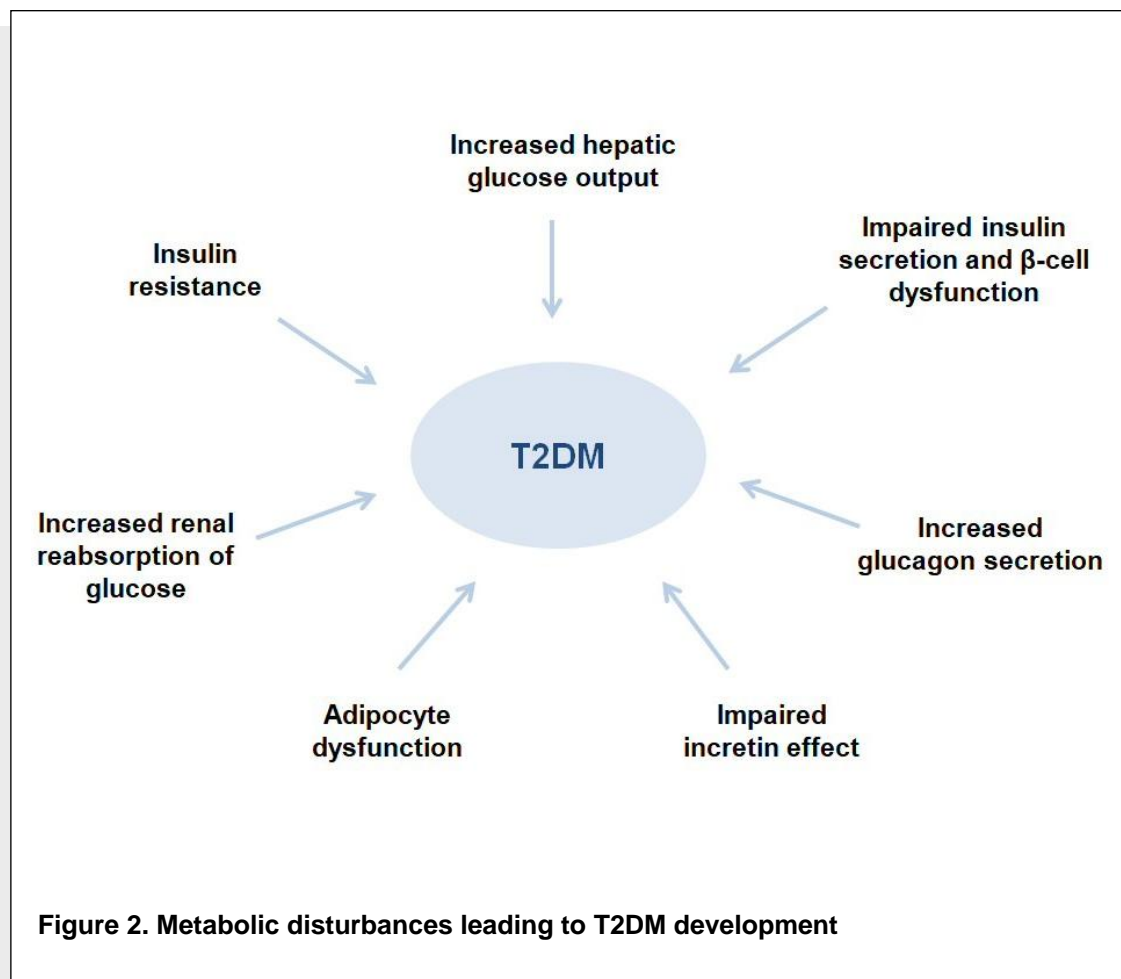 Increased hepatic
glucose output
Impaired insulin
secretion and β-cell
dysfunction
Insulin
resistance
T2DM
Increased renal
reabsorption of
glucose
Increased
glucagon secretion
Adipocyte
dysfunction
Impaired
incretin effect
Figure 2. Metabolic disturbances leading to T2DM development